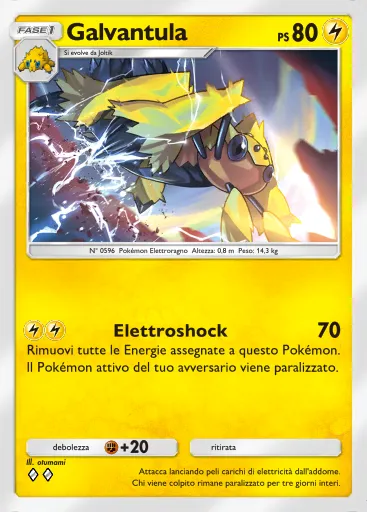 FASE 1
Galvantula
PS 80
Si evolve da Joltik
N° 0596 Pokémon Elettroragno Altezza: 0,8 m Peso: 14,3 kg
Elettroshock 70
Rimuovi tutte le Energie assegnate a questo Pokémon.
Il Pokémon attivo del tuo avversario viene paralizzato.
debolezza +20 ritirata
Ill. otumami
Attacca lanciando peli carichi di elettricità dall'addome.
Chi viene colpito rimane paralizzato per tre giorni interi.